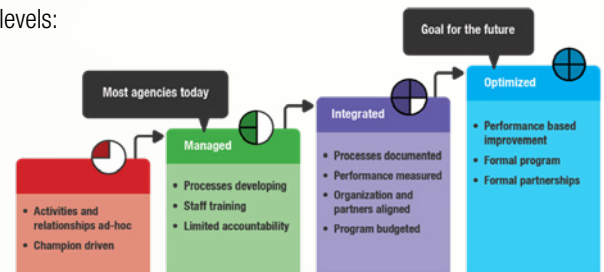 levels:
Goal for the future
Most agencies today
Optimized
• Performance based
improvement
• Formal program
• Formal partnerships
Integrated
• Processes documented
• Performance measured
• Organization and
partners aligned
• Program budgeted
Managed
• Processes developing
• Staff training
• Limited accountability
• Activities and
relationships ad-hoc
• Champion driven